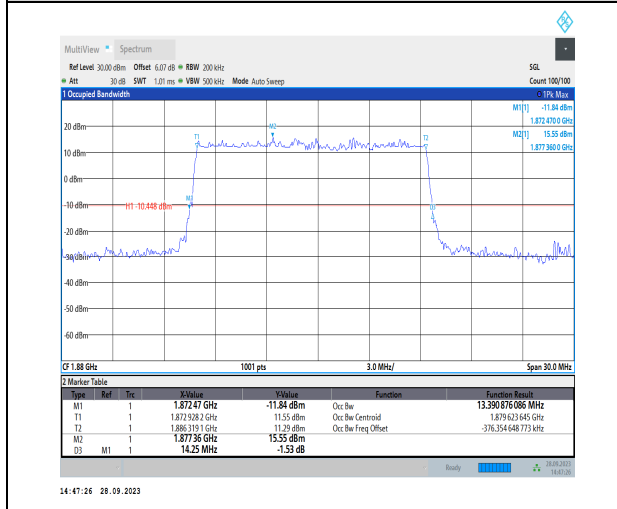 MultiView Spectrum
Ref Level 30.00 dBm Offset 6.07 dB RBW 200 kHz SGL
Att 30 dB SWT 1.01 ms VBW 500 kHz Mode Auto Sweep Count 100/100
1 Occupied Bandwidth 1Pk Max
M1[1] -11.84 dBm
1.872 470 0 GHz
M2[1] 15.55 dBm
1.877 360 0 GHz
20 dBm
T1
M2
T2
10 dBm
0 dBm
M1
-10 dBm
H1 -10.448 dBm
D3
-20 dBm
-30 dBm
-40 dBm
-50 dBm
-60 dBm
CF 1.88 GHz 1001 pts 3.0 MHz/ Span 30.0 MHz
2 Marker Table
Type Ref Trc X-Value Y-Value Function Function Result
M1 1 1.872 47 GHz -11.84 dBm Occ Bw 13.390 876 086 MHz
T1 1 1.872 928 2 GHz 11.55 dBm Occ Bw Centroid 1.879 623 645 GHz
T2 1 1.886 319 1 GHz 11.29 dBm Occ Bw Freq Offset -376.354 648 773 kHz
M2 1 1.877 36 GHz 15.55 dBm
D3 M1 1 14.25 MHz -1.53 dB
Ready 28.09.2023
14:47:26
14:47:26 28.09.2023